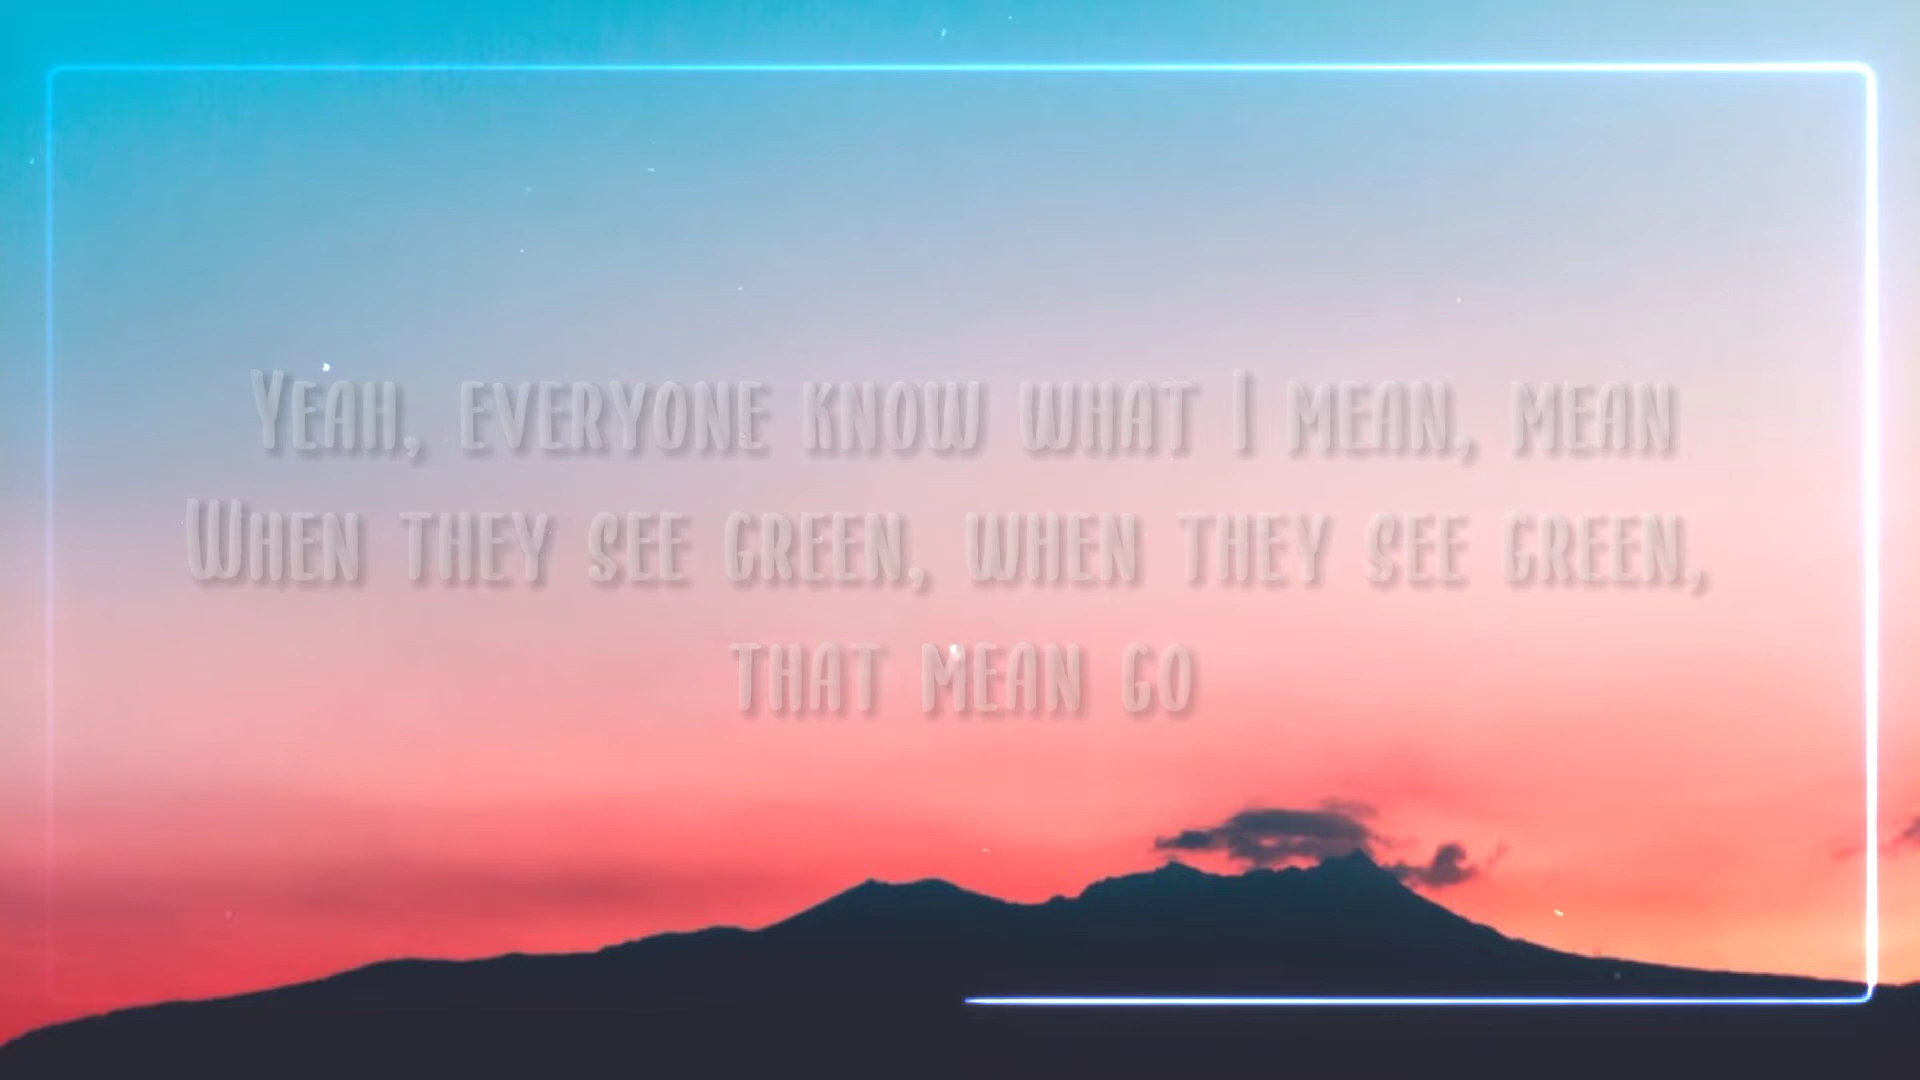 Yeah, everyone know what I mean, mean
When they see green, when they see green,
that mean go